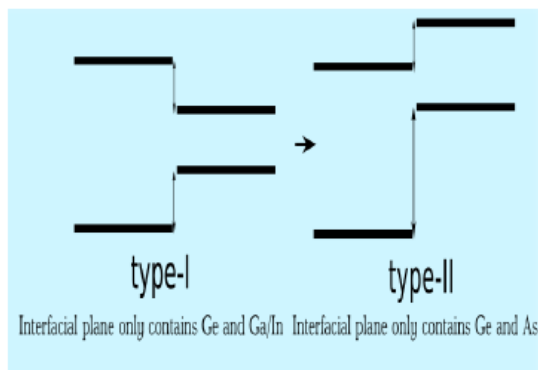 type-I
type-II
Interfacial plane only contains Ge and Ga/In
Interfacial plane only contains Ge and As